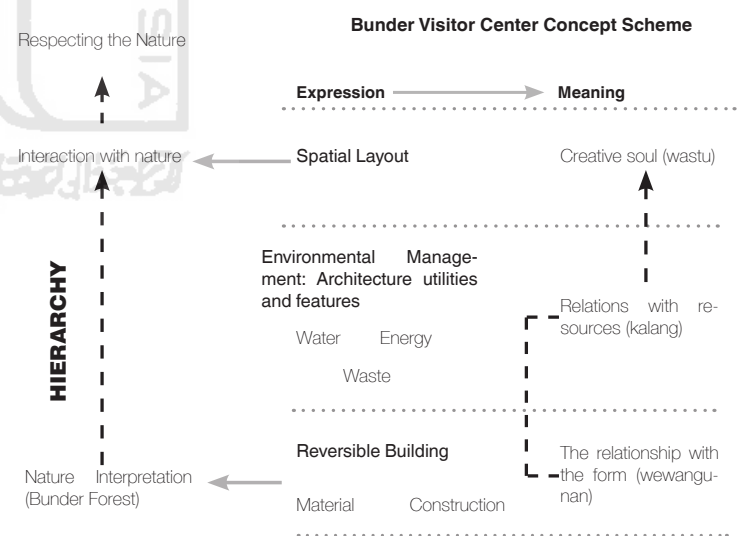 Bunder Visitor Center Concept Scheme
Respecting the Nature
Expression
Meaning
Interaction with nature
Spatial Layout
Creative soul (wastu)
HIERARCHY
Environmental Manage-
ment: Architecture utilities
and features
Water Energy
Waste
Relations with re-
sources (kalang)
Reversible Building
Material Construction
The relationship with
the form (wewangu-
nan)
Nature Interpretation
(Bunder Forest)